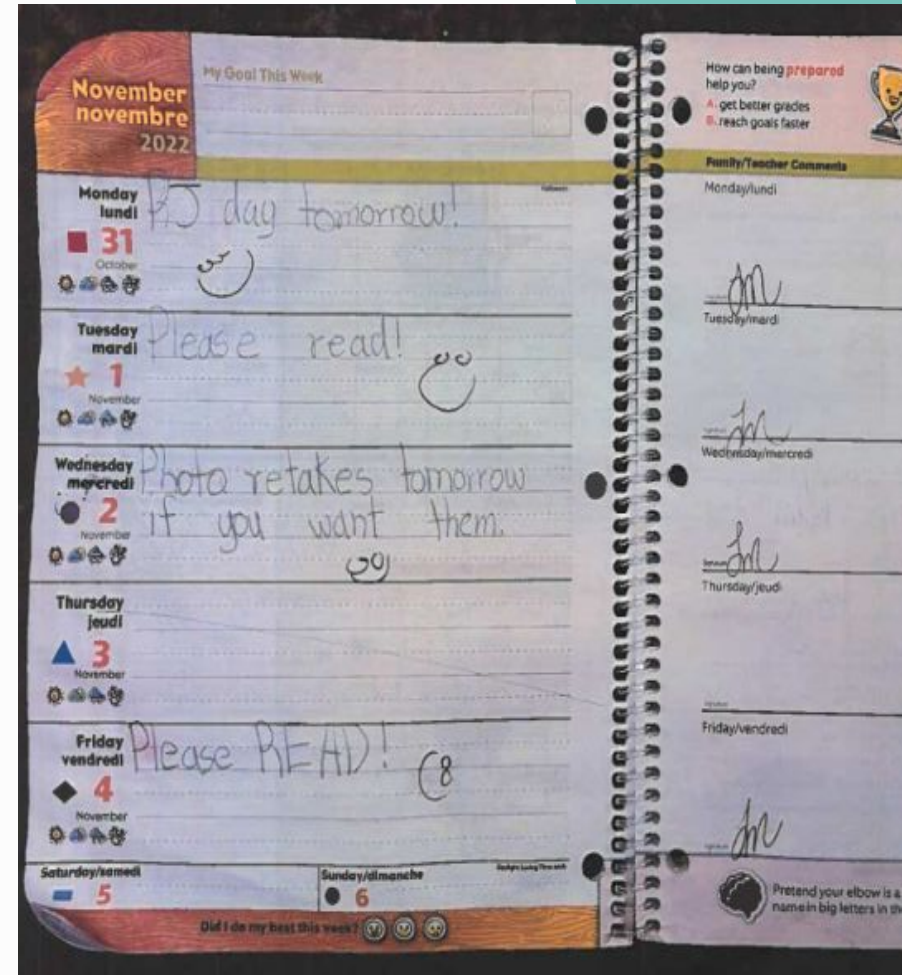 November
novembre
2022
My Goal This Week
Monday
lundi
31
October
PJ day tomorrow!
Tuesday
mardi
1
November
Please read!
Wednesday
mercredi
2
November
Photo retakes tomorrow
if you want them.
Thursday
jeudi
3
November
Friday
vendredi
4
November
Please READ!
Saturday/samedi
5
Sunday/dimanche
6
Did I do my best this week?
How can being prepared
help you?
A. get better grades
B. reach goals faster
Family/Teacher Comments
Monday/lundi
Tuesday/mardi
Wednesday/mercredi
Thursday/jeudi
Friday/vendredi
Pretend your elbow is a
name in big letters in the